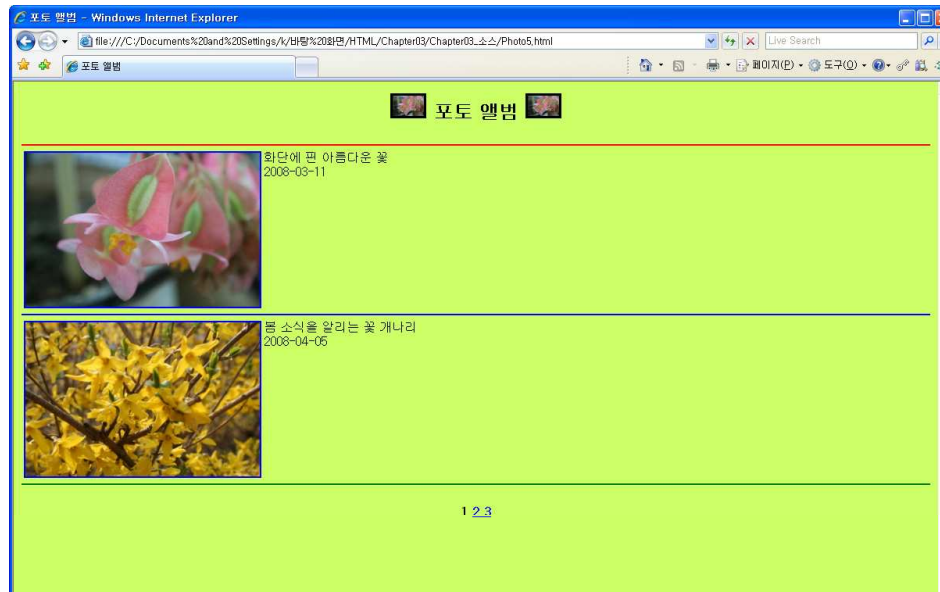 포토 앨범 - Windows Internet Explorer
file:///C:/Documents%20and%20Settings/k/바탕%20화면/HTML/Chapter03/Chapter03_소스/Photo5.html
Live Search
포토 앨범
페이지(P)
도구(O)
포토 앨범
화단에 핀 아름다운 꽃
2008-03-11
봄 소식을 알리는 꽃 개나리
2008-04-05
1 2 3